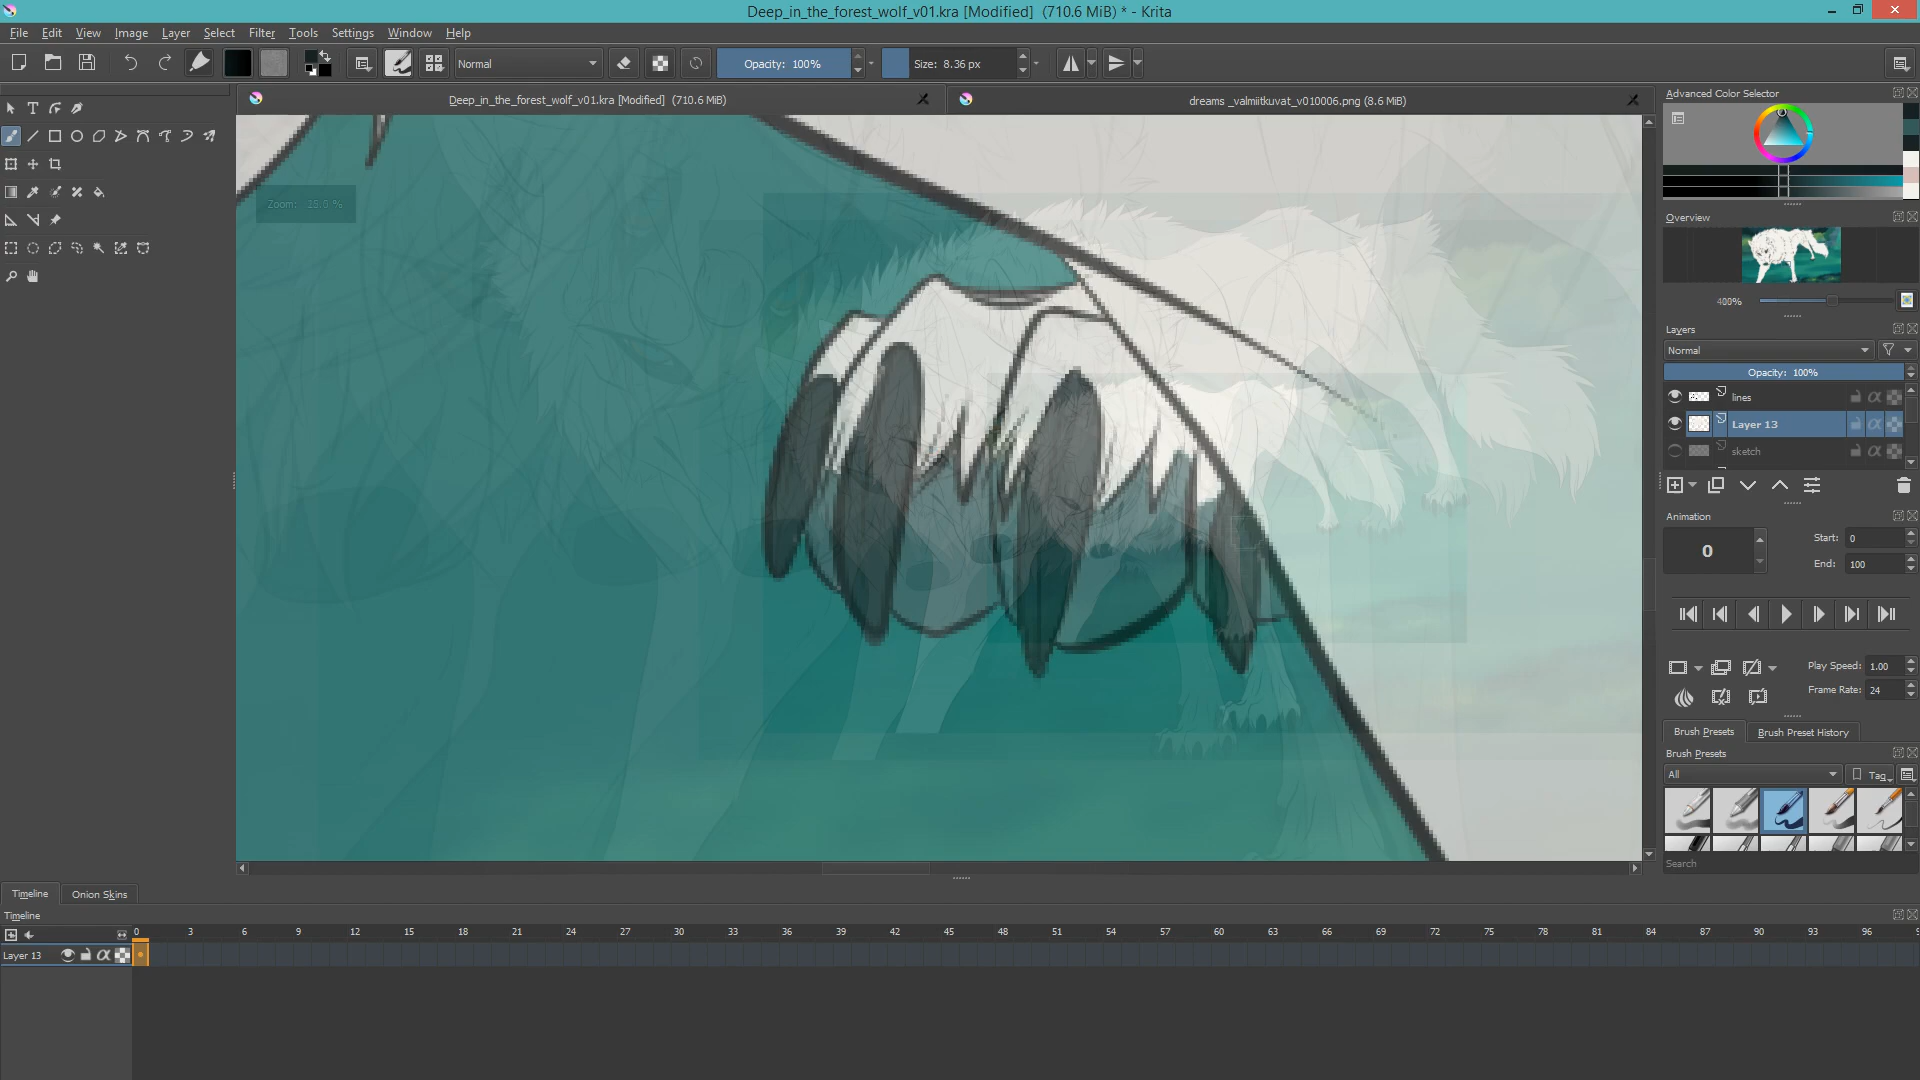 Deep_in_the_forest_wolf_v01.kra [Modified]  (710.6 MiB) * - Krita
File Edit View Image Layer Select Filter Tools Settings Window Help
Normal Opacity: 100% Size: 8.36 px
Deep_in_the_forest_wolf_v01.kra [Modified]  (710.6 MiB)
dreams _valmiitkuvat_v010006.png (8.6 MiB)
Advanced Color Selector
Overview
400%
Layers
Normal
Opacity: 100%
lines
Layer 13
sketch
Animation
0
Start: 0
End: 100
Play Speed: 1.00
Frame Rate: 24
Brush Presets Brush Preset History
Brush Presets
All Tag
Search
Timeline Onion Skins
Timeline
0 3 6 9 12 15 18 21 24 27 30 33 36 39 42 45 48 51 54 57 60 63 66 69 72 75 78 81 84 87 90 93 96
Layer 13